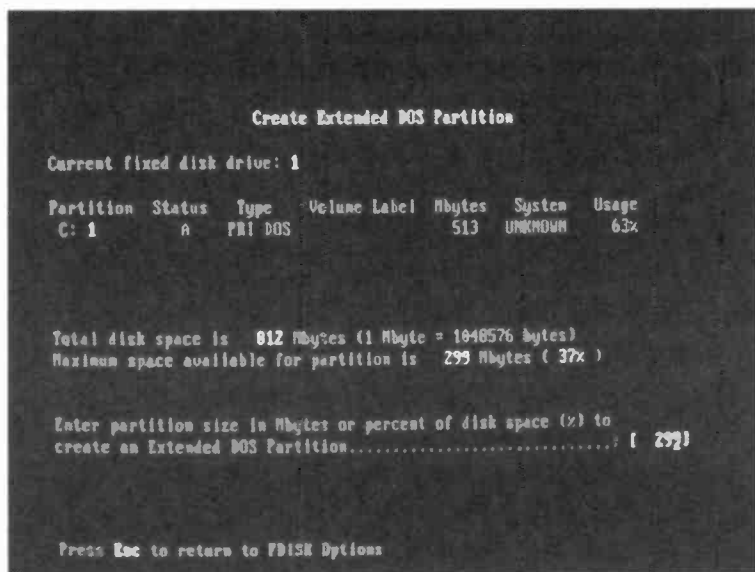 Create Extended DOS Partition
Current fixed disk drive: 1
Partition Status Type Volume Label Mbytes System Usage
C: 1 A PRI DOS 513 UNKNOWN 63%
Total disk space is 812 Mbytes (1 Mbyte = 1048576 bytes)
Maximum space available for partition is 299 Mbytes ( 37% )
Enter partition size in Mbytes or percent of disk space (%) to
create an Extended DOS Partition..............................: [ 299]
Press Esc to return to FDISK Options